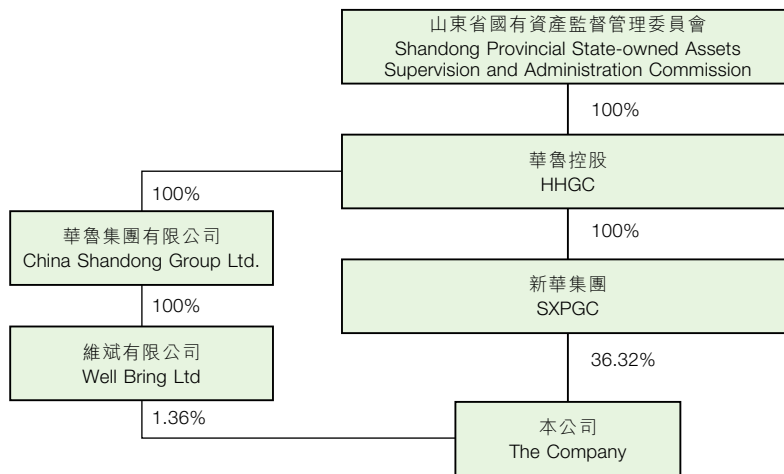 山東省國有資產監督管理委員會
Shandong Provincial State-owned Assets
Supervision and Administration Commission
100%
華魯控股
HHGC
100%
100%
華魯集團有限公司
China Shandong Group Ltd.
新華集團
SXPGC
100%
維斌有限公司
Well Bring Ltd
36.32%
1.36%
本公司
The Company